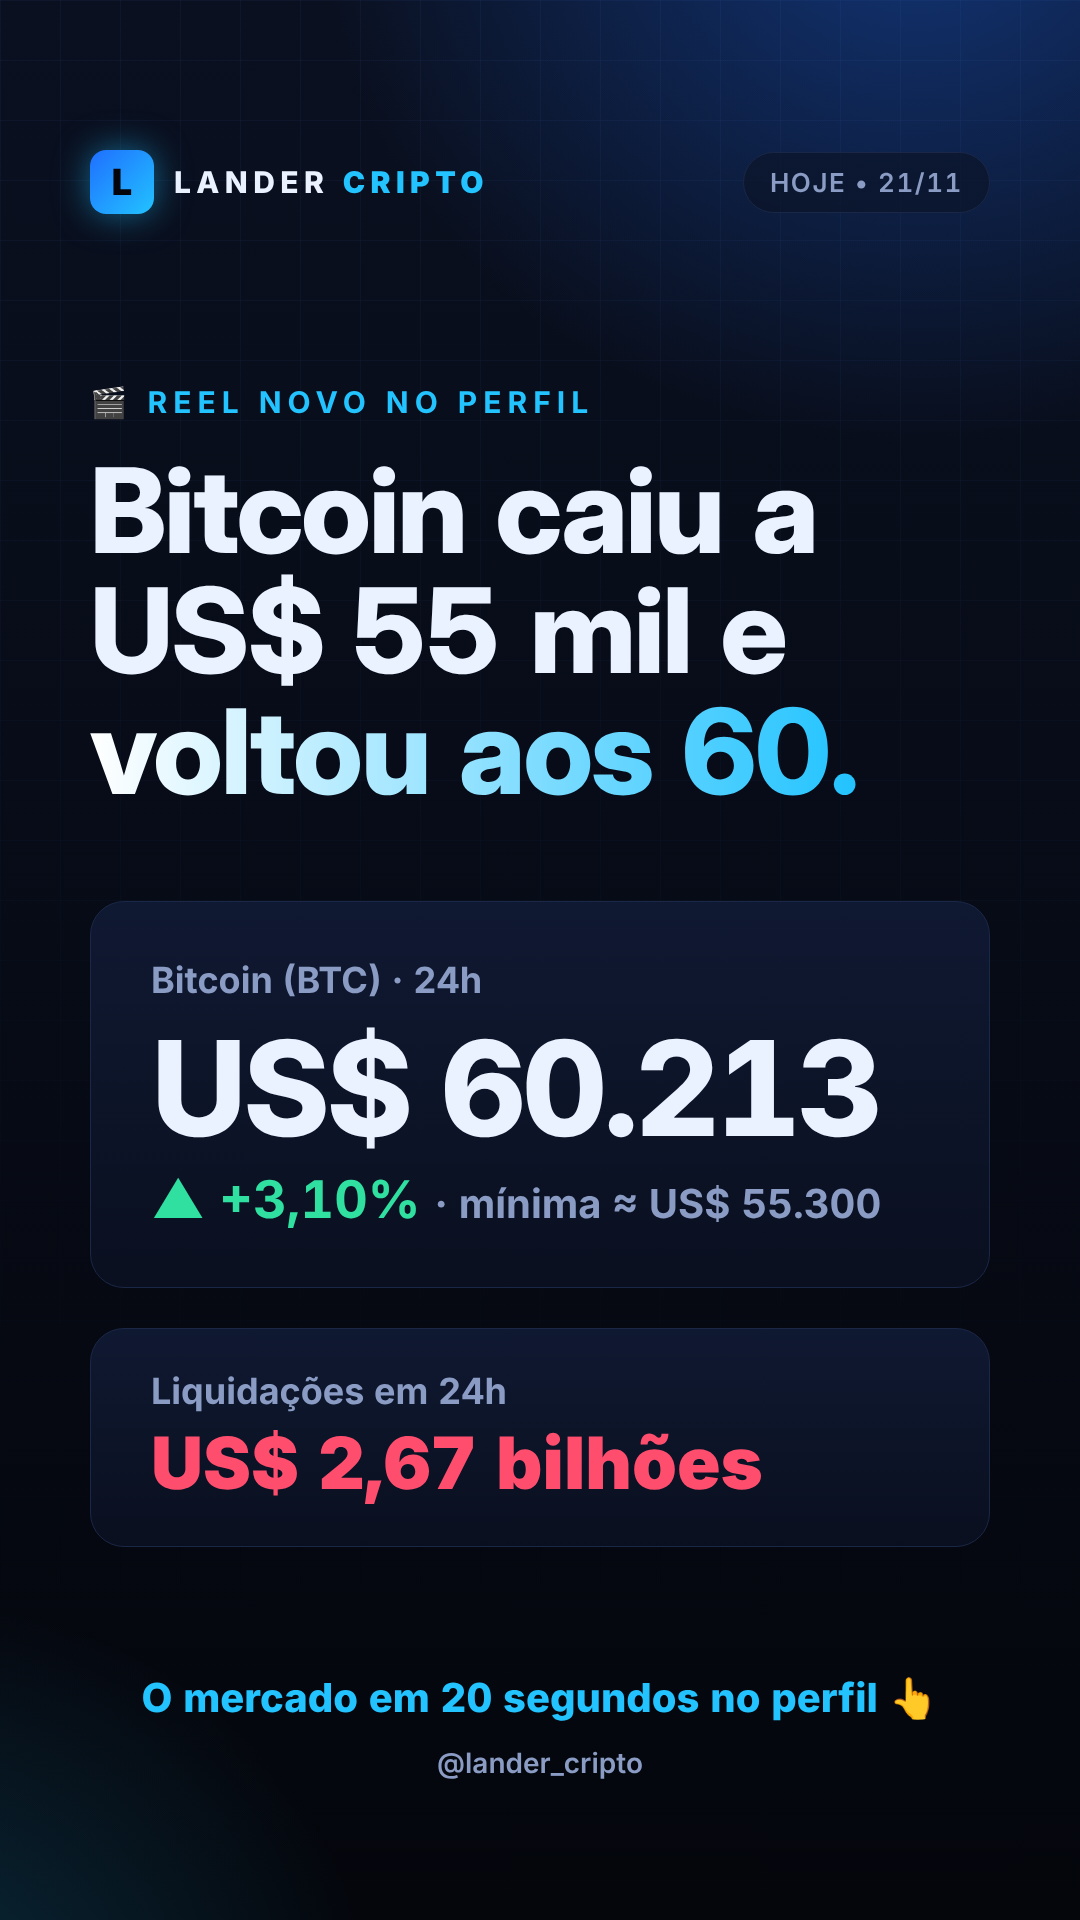 L LANDER CRIPTO
HOJE • 21/11
🎬 REEL NOVO NO PERFIL
Bitcoin caiu a
US$ 55 mil e
voltou aos 60.
Bitcoin (BTC) · 24h
US$ 60.213
▲ +3,10% · mínima ≈ US$ 55.300
Liquidações em 24h
US$ 2,67 bilhões
O mercado em 20 segundos no perfil 👆
@lander_cripto